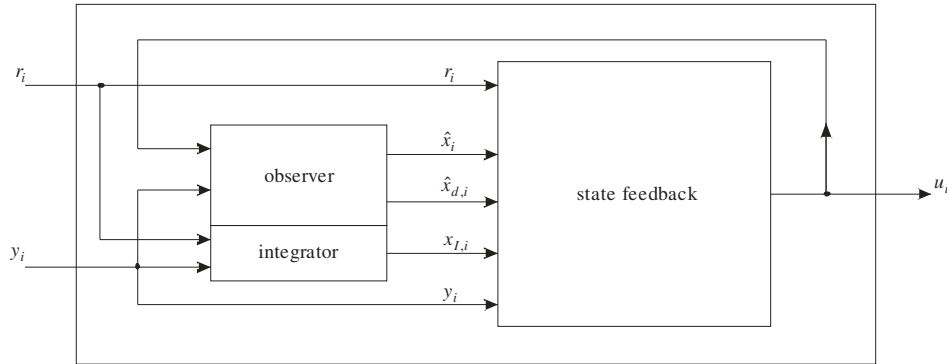 r_i
r_i
x̂_i
observer
x̂_{d,i}
state feedback
u_i
integrator
x_{I,i}
y_i
y_i